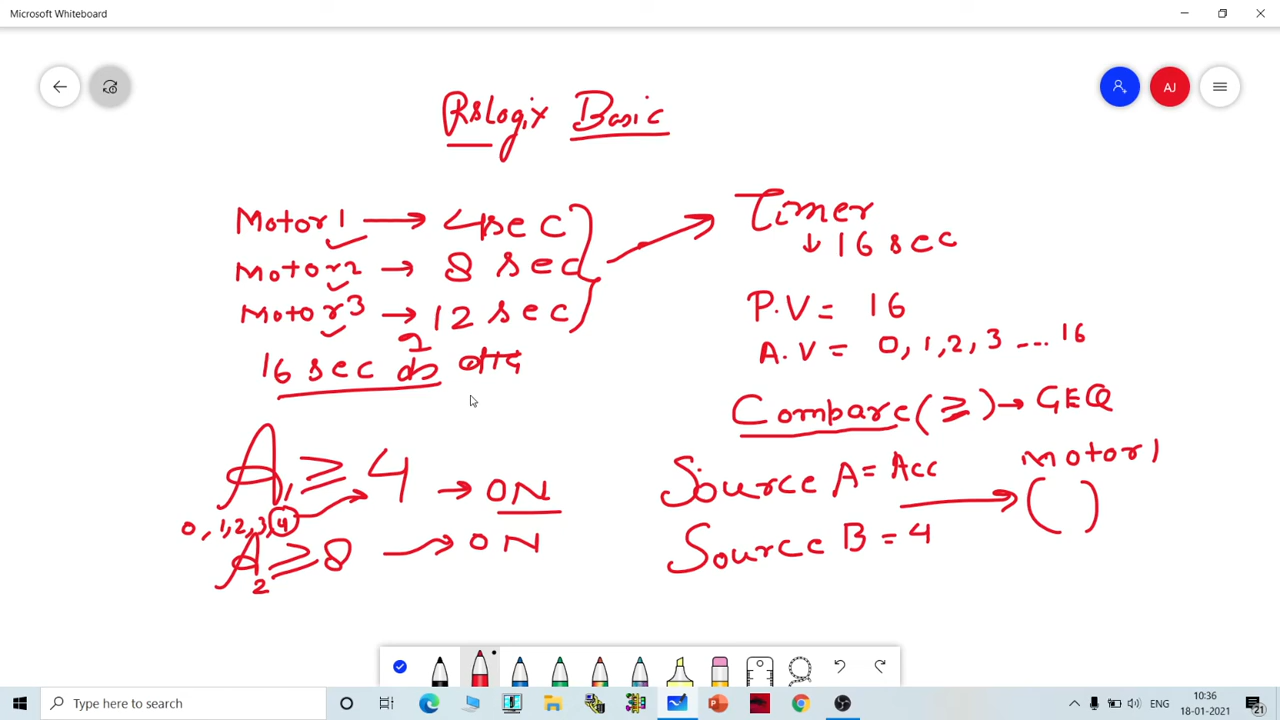 Microsoft Whiteboard
AJ
RSlogix Basic
Motor1 → 4sec
Motor2 → 8 sec
Motor3 → 12 sec
16 sec
Timer
↓ 16 sec
P.V = 16
A.V = 0, 1, 2, 3 ... 16
Compare (≥) → GEQ
Source A = Acc
Source B = 4
motor1
( )
A1 ≥ 4 → ON
0, 1, 2, 3, 4
A2 ≥ 8 → ON
Type here to search
ENG
10:36
18-01-2021
21